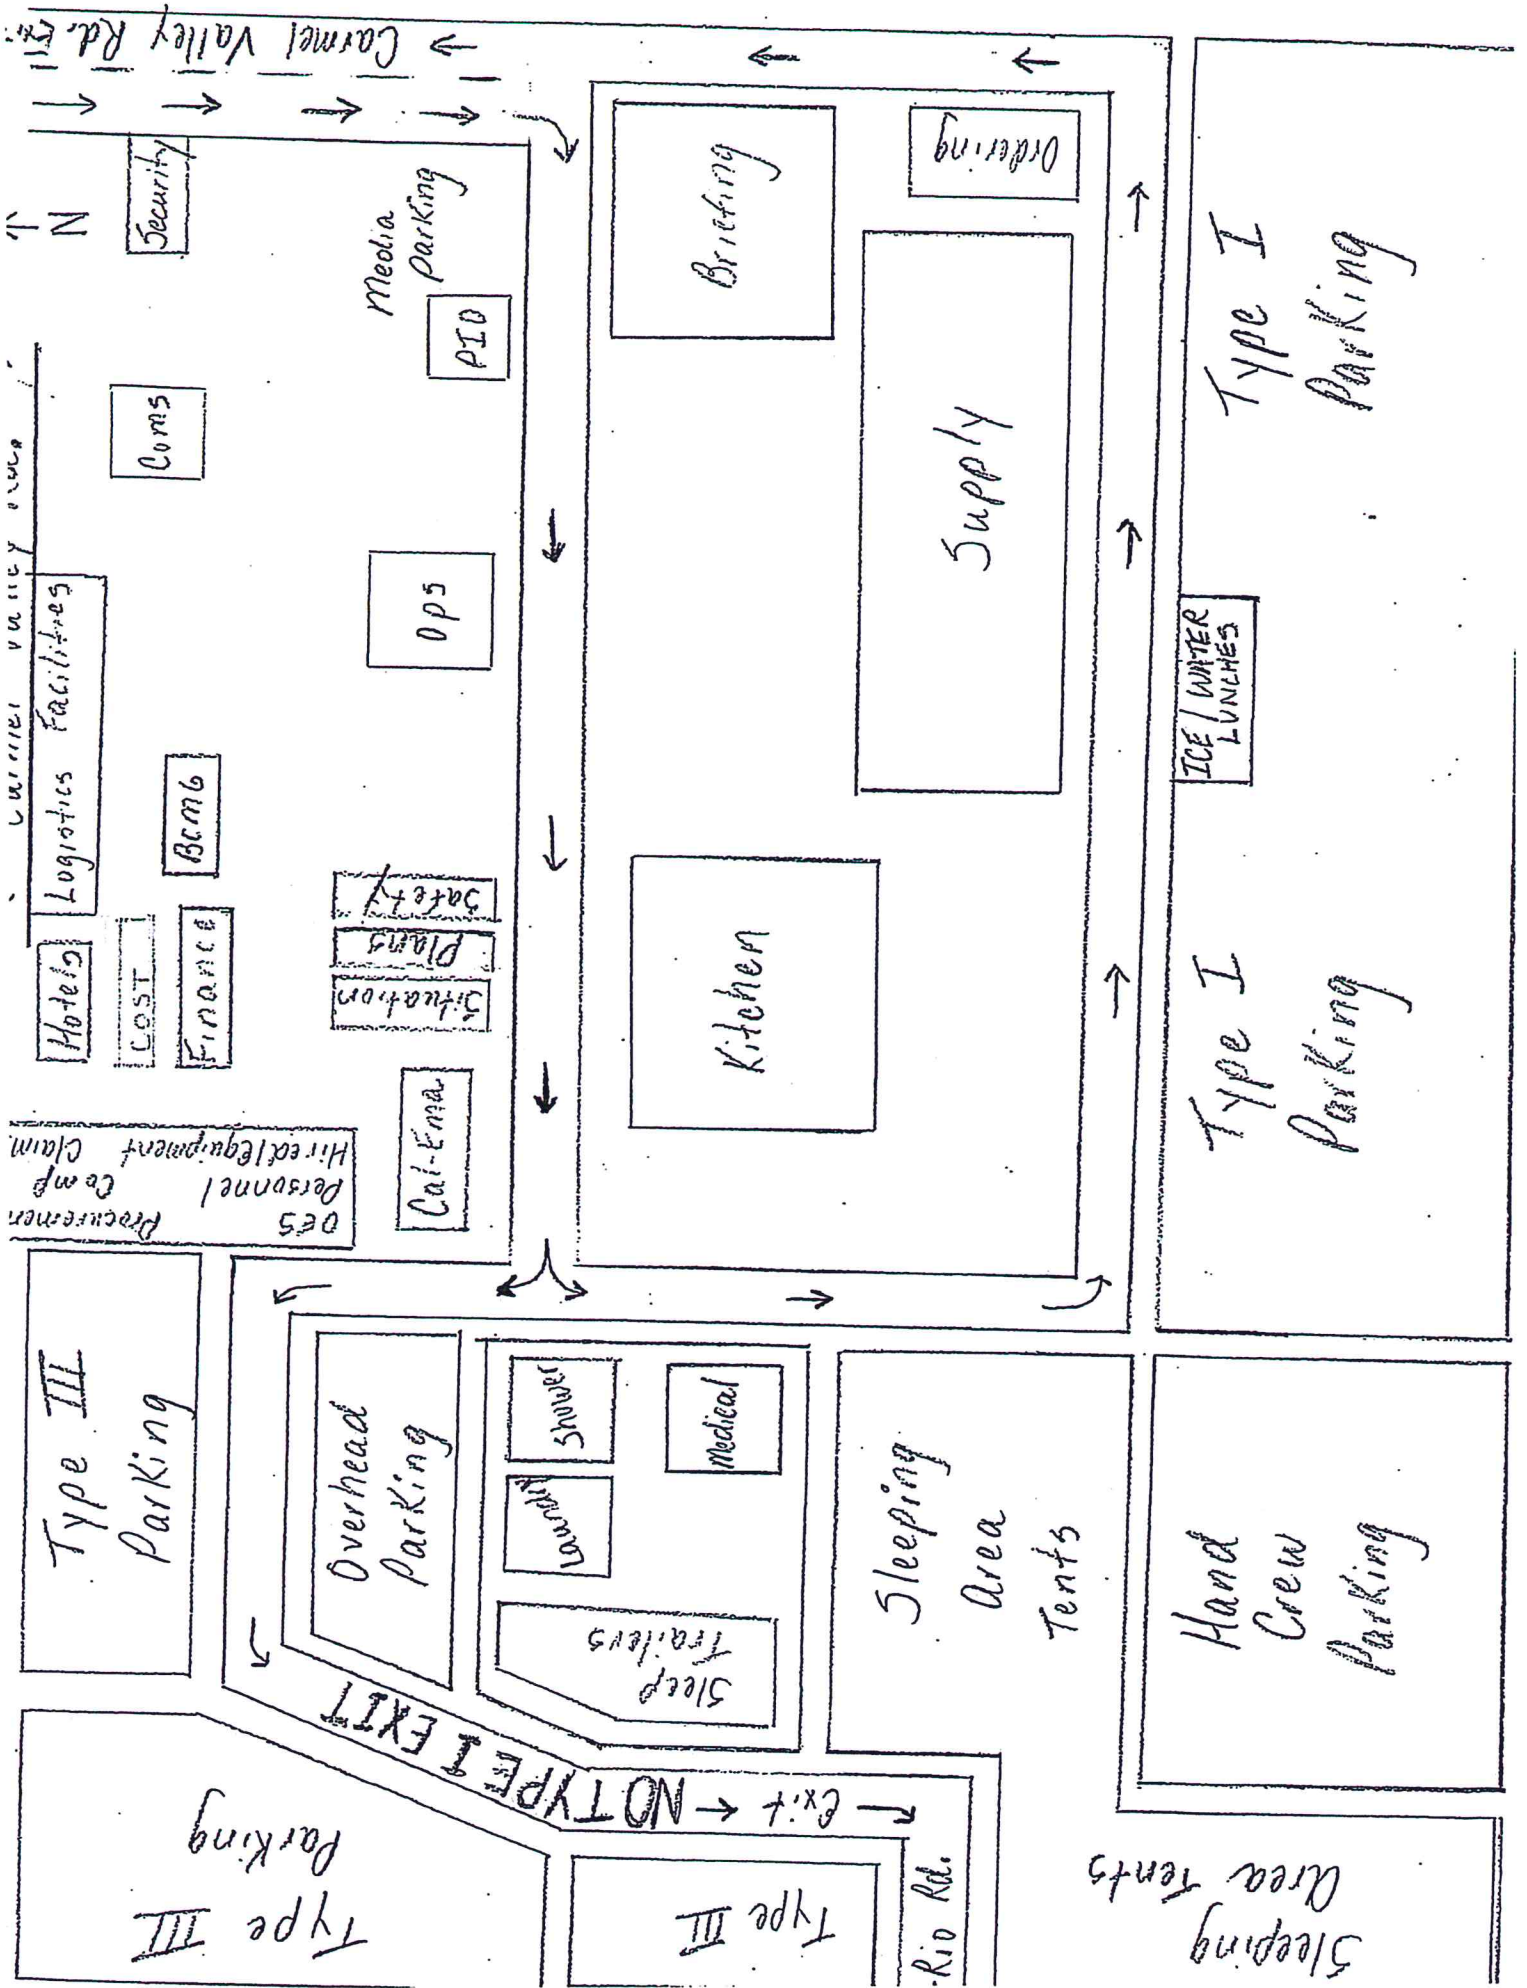 Carmel Valley Rd.
N
Security
Media
Parking
PIO
Coms
Ops
Logistics Facilities
Bcmb
Safety
Plans
Situation
Hotels
COST
Finance
Cal-Ema
OES Procuremen
Personnel Comp
Hired/Equipment Claim
Briefing
Ordering
Supply
Kitchen
Type I
Parking
ICE / WATER
LUNCHES
Type I
Parking
Type III
Parking
Overhead
Parking
Shower
Laundry
Medical
Sleep
Trailers
Sleeping
Area
Tents
Hand
Crew
Parking
NO TYPE I EXIT
Exit
Type III
Parking
Type III
Rio Rd.
Sleeping
Area Tents